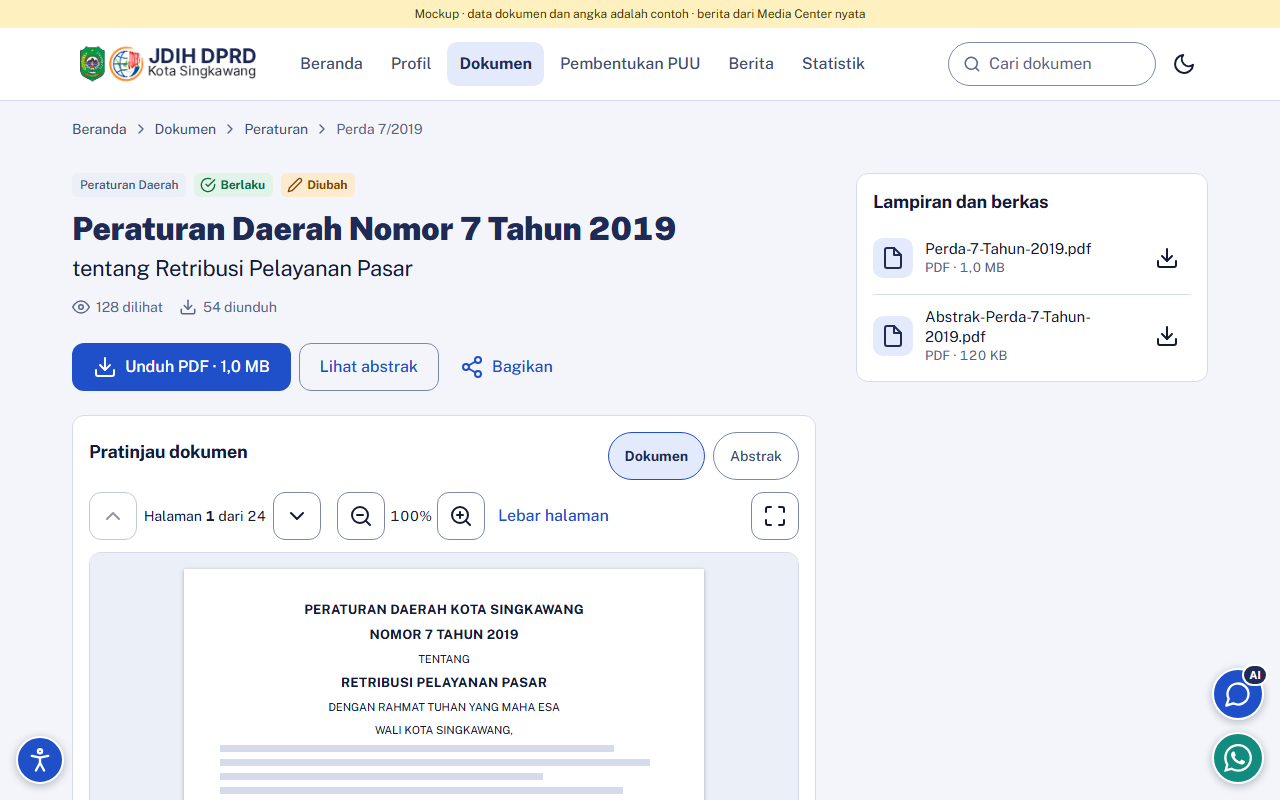 Mockup · data dokumen dan angka adalah contoh · berita dari Media Center nyata
JDIH DPRD
Kota Singkawang
Beranda
Profil
Dokumen
Pembentukan PUU
Berita
Statistik
Cari dokumen
Beranda > Dokumen > Peraturan > Perda 7/2019
Peraturan Daerah
Berlaku
Diubah
Peraturan Daerah Nomor 7 Tahun 2019
tentang Retribusi Pelayanan Pasar
128 dilihat
54 diunduh
Unduh PDF · 1,0 MB
Lihat abstrak
Bagikan
Pratinjau dokumen
Dokumen
Abstrak
Halaman 1 dari 24
100%
Lebar halaman
PERATURAN DAERAH KOTA SINGKAWANG
NOMOR 7 TAHUN 2019
TENTANG
RETRIBUSI PELAYANAN PASAR
DENGAN RAHMAT TUHAN YANG MAHA ESA
WALI KOTA SINGKAWANG,
Lampiran dan berkas
Perda-7-Tahun-2019.pdf
PDF · 1,0 MB
Abstrak-Perda-7-Tahun-
2019.pdf
PDF · 120 KB
AI